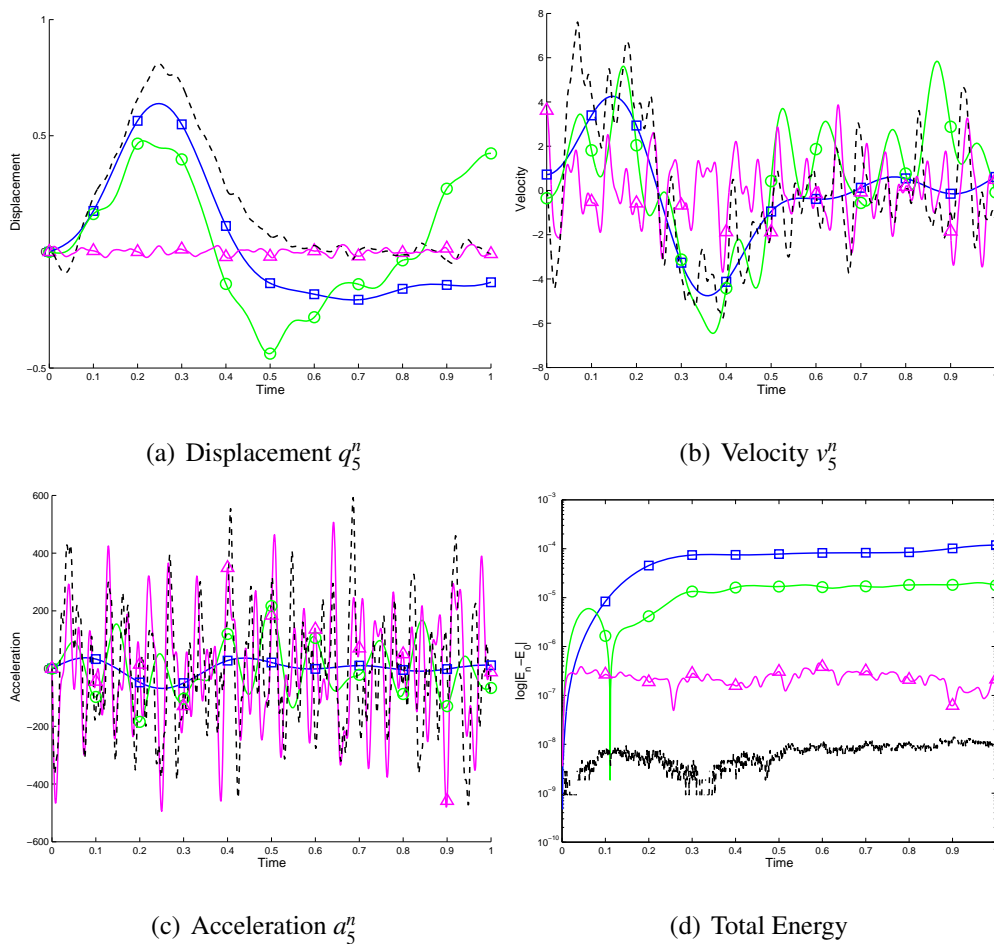 1
0.5
0
−0.5
Displacement
0 0.1 0.2 0.3 0.4 0.5 0.6 0.7 0.8 0.9 1
Time
(a) Displacement q₅ⁿ
8
6
4
2
0
−2
−4
−6
−8
Velocity
0 0.1 0.2 0.3 0.4 0.5 0.6 0.7 0.8 0.9 1
Time
(b) Velocity v₅ⁿ
600
400
200
0
−200
−400
−600
Acceleration
0 0.1 0.2 0.3 0.4 0.5 0.6 0.7 0.8 0.9 1
Time
(c) Acceleration a₅ⁿ
10⁻³
10⁻⁴
10⁻⁵
10⁻⁶
10⁻⁷
10⁻⁸
10⁻⁹
10⁻¹⁰
log|Eₙ-E₀|
0 0.1 0.2 0.3 0.4 0.5 0.6 0.7 0.8 0.9 1
Time
(d) Total Energy